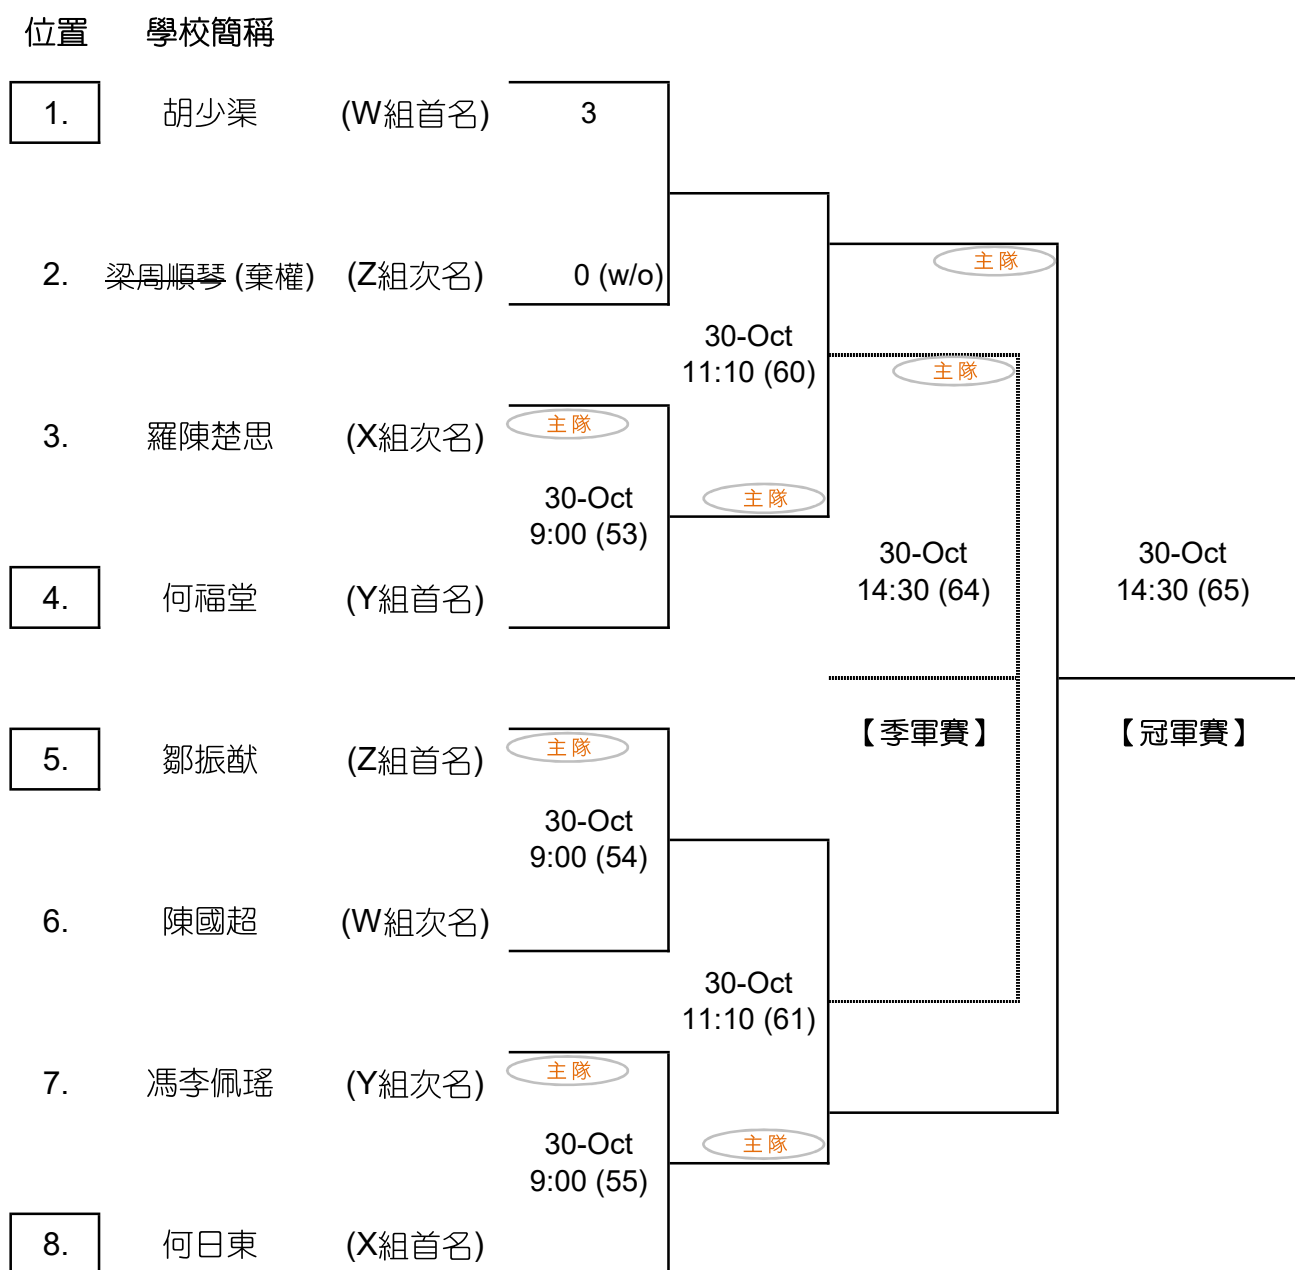 位置 學校簡稱
1. 胡少渠 (W組首名) 3
主隊
2. 梁周順琴 (棄權) (Z組次名) 0 (w/o)
30-Oct
11:10 (60)
主隊
3. 羅陳楚思 (X組次名) 主隊
30-Oct
9:00 (53)
主隊
30-Oct
14:30 (64)
30-Oct
14:30 (65)
4. 何福堂 (Y組首名)
【季軍賽】 【冠軍賽】
5. 鄒振猷 (Z組首名) 主隊
30-Oct
9:00 (54)
6. 陳國超 (W組次名)
30-Oct
11:10 (61)
7. 馮李佩瑤 (Y組次名) 主隊
30-Oct
9:00 (55)
主隊
8. 何日東 (X組首名)